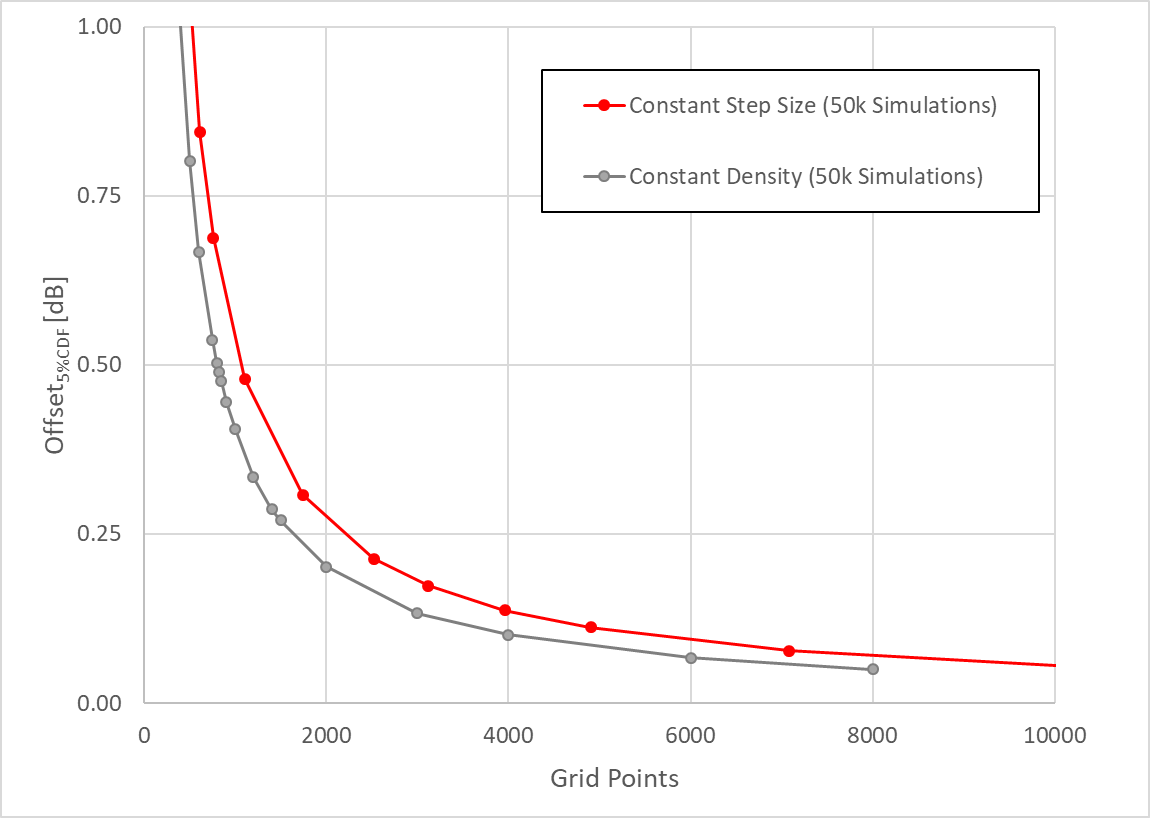 1.00
0.75
0.50
0.25
0.00
Offset5%CDF [dB]
Constant Step Size (50k Simulations)
Constant Density (50k Simulations)
0 2000 4000 6000 8000 10000
Grid Points